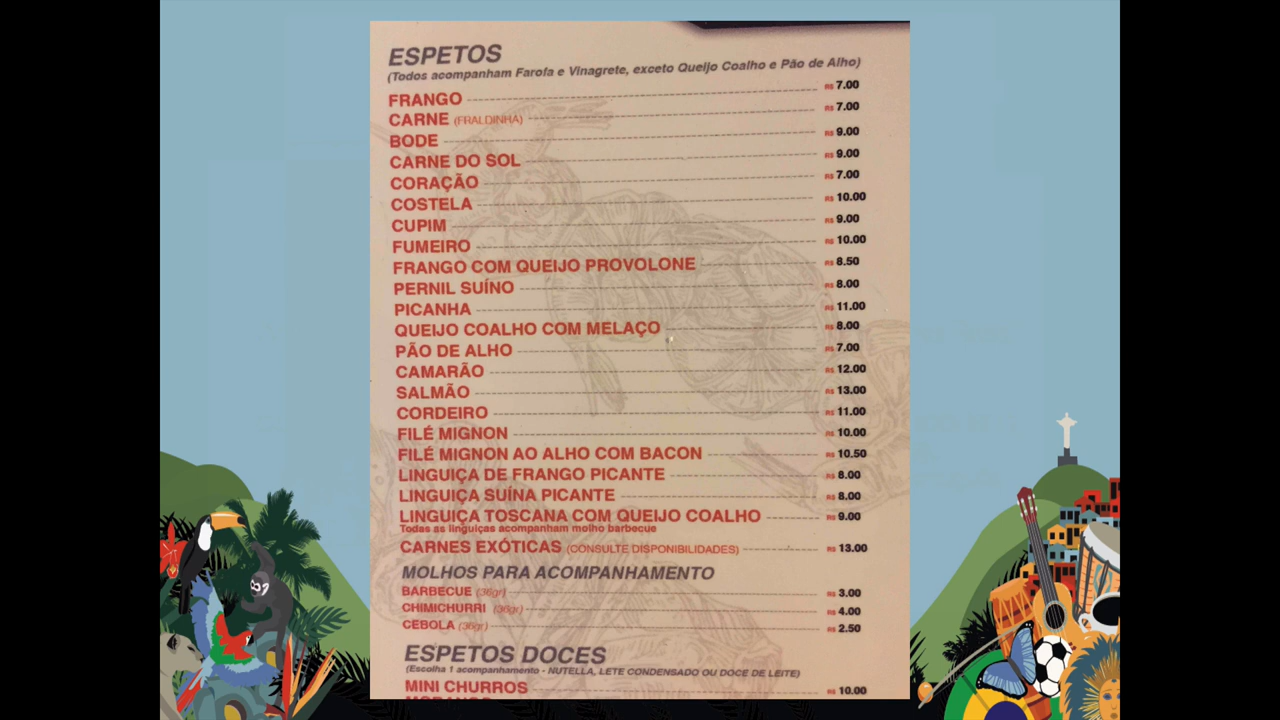 ESPETOS
(Todos acompanham Farofa e Vinagrete, exceto Queijo Coalho e Pão de Alho)
FRANGO R$ 7.00
CARNE (FRALDINHA) R$ 7.00
BODE R$ 9.00
CARNE DO SOL R$ 9.00
CORAÇÃO R$ 7.00
COSTELA R$ 10.00
CUPIM R$ 9.00
FUMEIRO R$ 10.00
FRANGO COM QUEIJO PROVOLONE R$ 8.50
PERNIL SUÍNO R$ 8.00
PICANHA R$ 11.00
QUEIJO COALHO COM MELAÇO R$ 8.00
PÃO DE ALHO R$ 7.00
CAMARÃO R$ 12.00
SALMÃO R$ 13.00
CORDEIRO R$ 11.00
FILÉ MIGNON R$ 10.00
FILÉ MIGNON AO ALHO COM BACON R$ 10.50
LINGUIÇA DE FRANGO PICANTE R$ 8.00
LINGUIÇA SUÍNA PICANTE R$ 8.00
LINGUIÇA TOSCANA COM QUEIJO COALHO R$ 9.00
Todas as linguiças acompanham molho barbecue
CARNES EXÓTICAS (CONSULTE DISPONIBILIDADES) R$ 13.00
MOLHOS PARA ACOMPANHAMENTO
BARBECUE (36gr) R$ 3.00
CHIMICHURRI (36gr) R$ 4.00
CEBOLA (36gr) R$ 2.50
ESPETOS DOCES
(Escolha 1 acompanhamento - NUTELLA, LETE CONDENSADO OU DOCE DE LEITE)
MINI CHURROS R$ 10.00